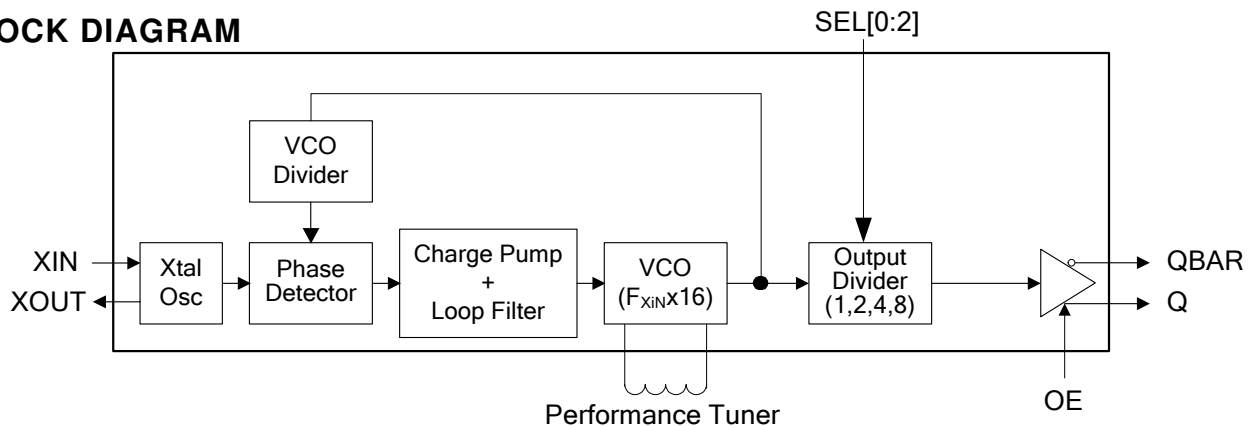 OCK DIAGRAM
SEL[0:2]
VCO
Divider
XIN
XOUT
Xtal
Osc
Phase
Detector
Charge Pump
+
Loop Filter
VCO
(FXiNx16)
Output
Divider
(1,2,4,8)
QBAR
Q
OE
Performance Tuner